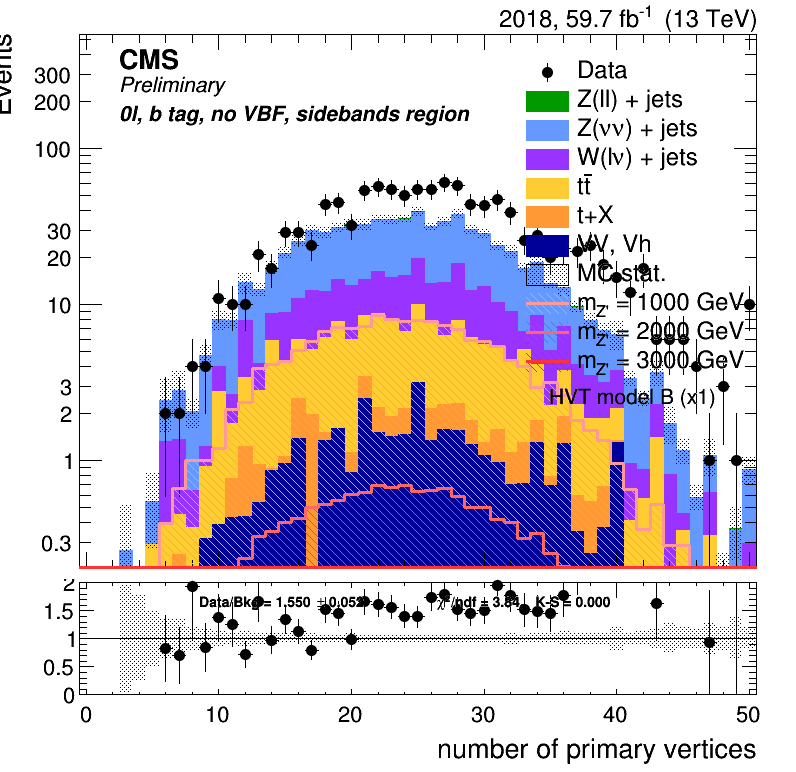 2018, 59.7 fb⁻¹ (13 TeV)
Events
CMS
Preliminary
0l, b tag, no VBF, sidebands region
Data
Z(ll) + jets
Z(νν) + jets
W(lν) + jets
tt̄
t+X
VV, Vh
MC stat.
m_Z' = 1000 GeV
m_Z' = 2000 GeV
m_Z' = 3000 GeV
HVT model B (x1)
300
200
100
30
20
10
3
2
1
0.3
Data/Bkg = 1.550 ± 0.053
χ²/ndf = 3.84, K-S = 0.000
2
1.5
1
0.5
0
0 10 20 30 40 50
number of primary vertices